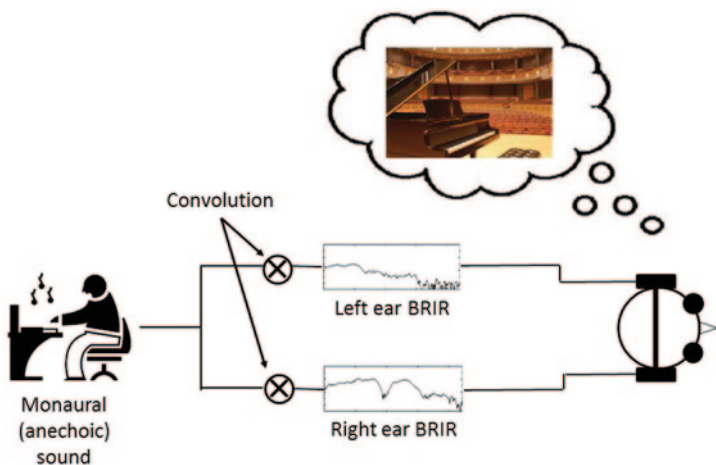 Convolution
Left ear BRIR
Right ear BRIR
Monaural
(anechoic)
sound